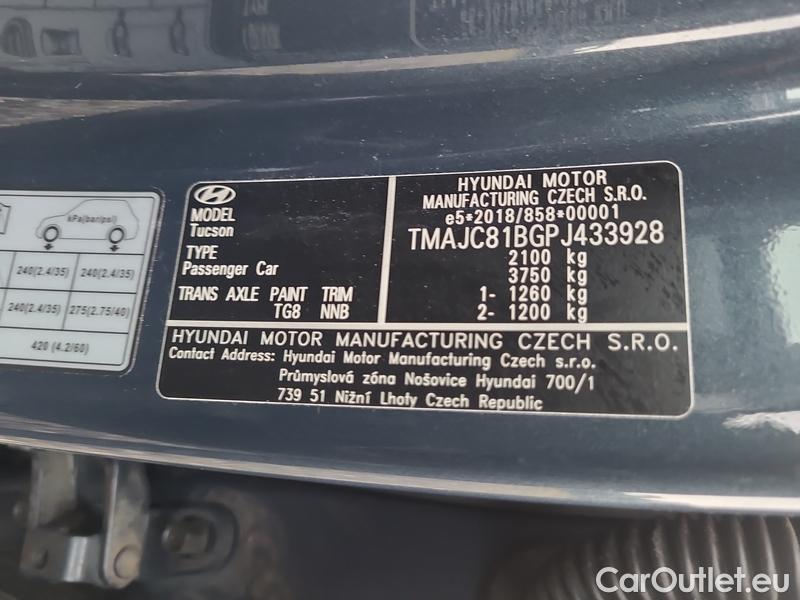 kPa(bar/psi)
240(2.4/35) 240(2.4/35)
240(2.4/35) 275(2.75/40)
420 (4.2/60)
MODEL
Tucson
TYPE
Passenger Car
TRANS AXLE PAINT TRIM
TG8 NNB
HYUNDAI MOTOR
MANUFACTURING CZECH S.R.O.
e5*2018/858*00001
TMAJC81BGPJ433928
2100 kg
3750 kg
1- 1260 kg
2- 1200 kg
HYUNDAI MOTOR MANUFACTURING CZECH S.R.O.
Contact Address: Hyundai Motor Manufacturing Czech s.r.o.
Průmyslová zóna Nošovice Hyundai 700/1
739 51 Nižní Lhoty Czech Republic
CarOutlet.eu